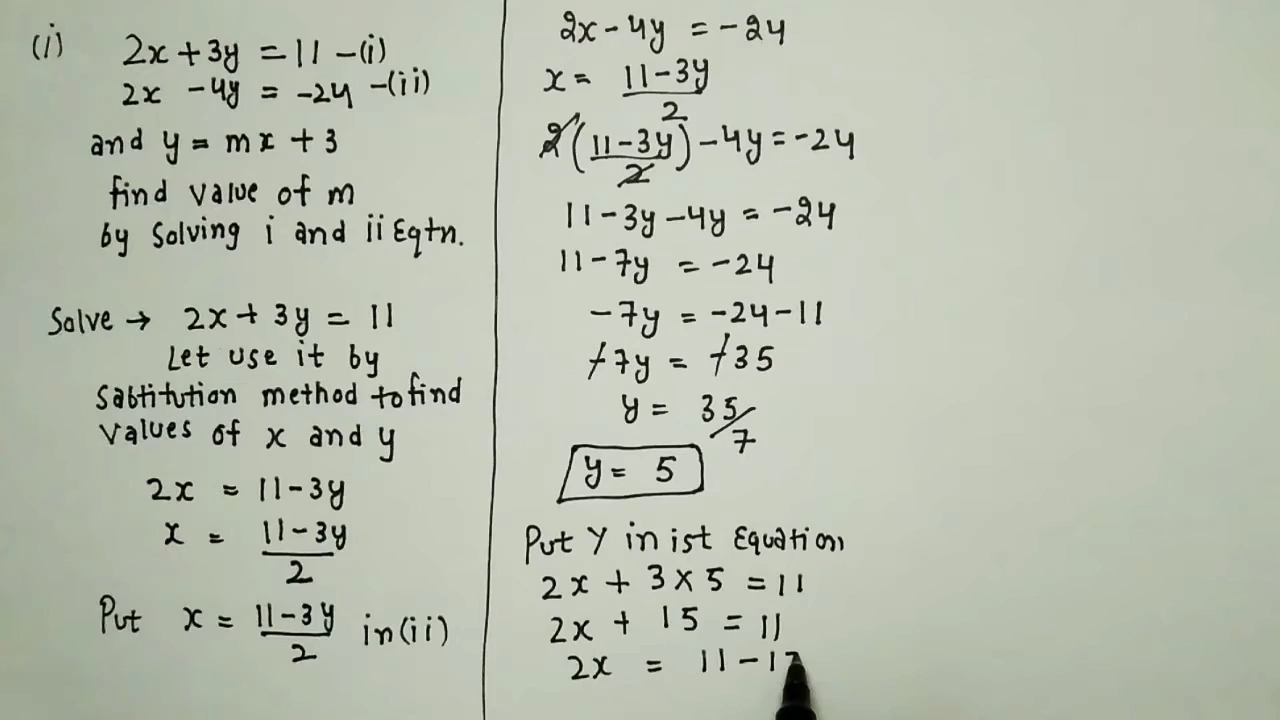 (i) 2x + 3y = 11 - (i)
2x - 4y = -24 - (ii)
and y = mx + 3
find value of m
by solving i and ii Eqtn.
Solve → 2x + 3y = 11
Let use it by
Sabtitution method to find
Values of x and y
2x = 11 - 3y
x = 11 - 3y / 2
Put x = 11 - 3y / 2 in (ii)
2x - 4y = -24
x = 11 - 3y / 2
2(11 - 3y / 2) - 4y = -24
11 - 3y - 4y = -24
11 - 7y = -24
-7y = -24 - 11
-7y = -35
y = 35/7
y = 5
Put Y in ist Equation
2x + 3 × 5 = 11
2x + 15 = 11
2x = 11 - 1